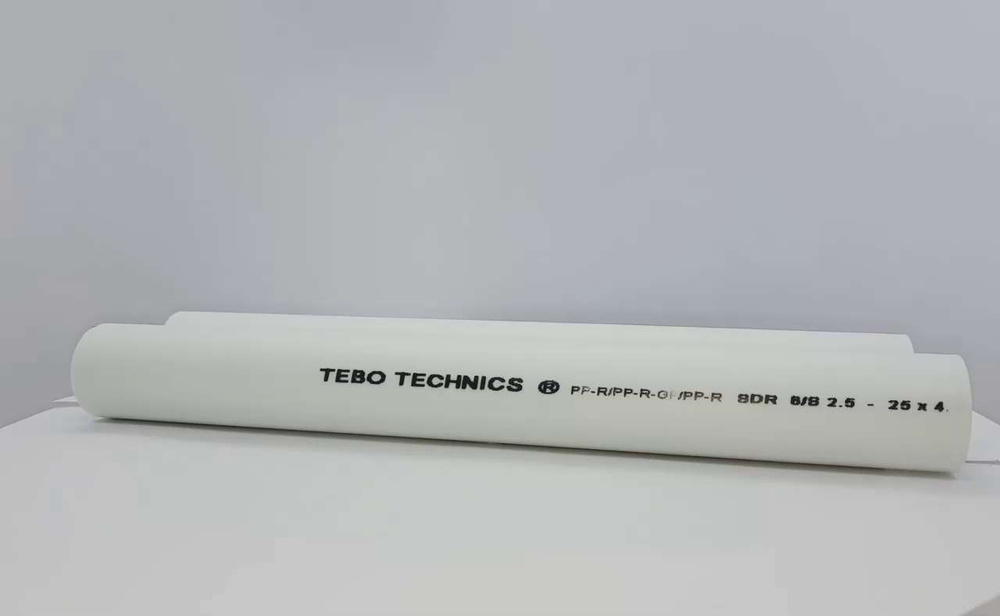 TEBO TECHNICS ® PP-R/PP-R-GF/PP-R SDR 6/S 2.5 - 25 x 4.